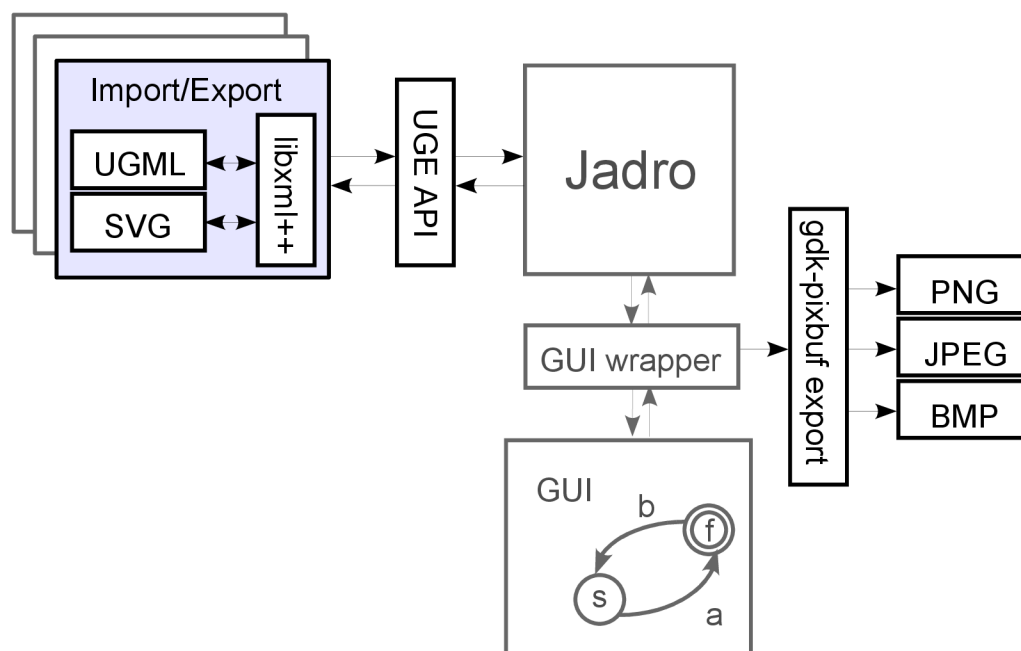 Import/Export
UGML
SVG
libxml++
UGE API
Jadro
GUI wrapper
gdk-pixbuf export
PNG
JPEG
BMP
GUI
b
f
s
a